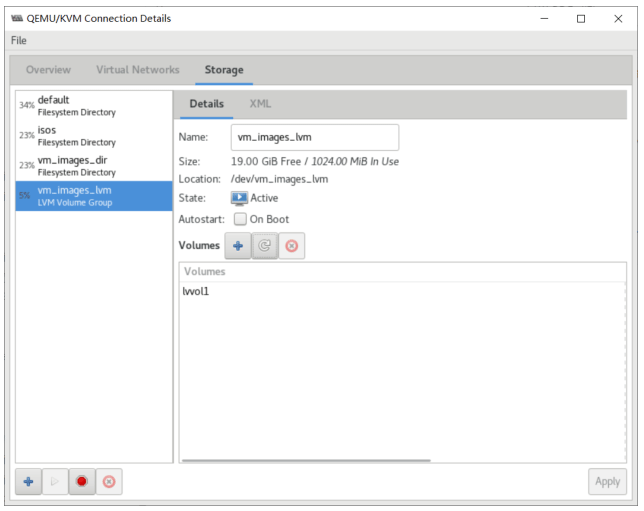 QEMU/KVM Connection Details
File
Overview Virtual Networks Storage
34% default
Filesystem Directory
23% isos
Filesystem Directory
23% vm_images_dir
Filesystem Directory
5% vm_images_lvm
LVM Volume Group
Details XML
Name: vm_images_lvm
Size: 19.00 GiB Free / 1024.00 MiB In Use
Location: /dev/vm_images_lvm
State: Active
Autostart: On Boot
Volumes
Volumes
lvvol1
Apply